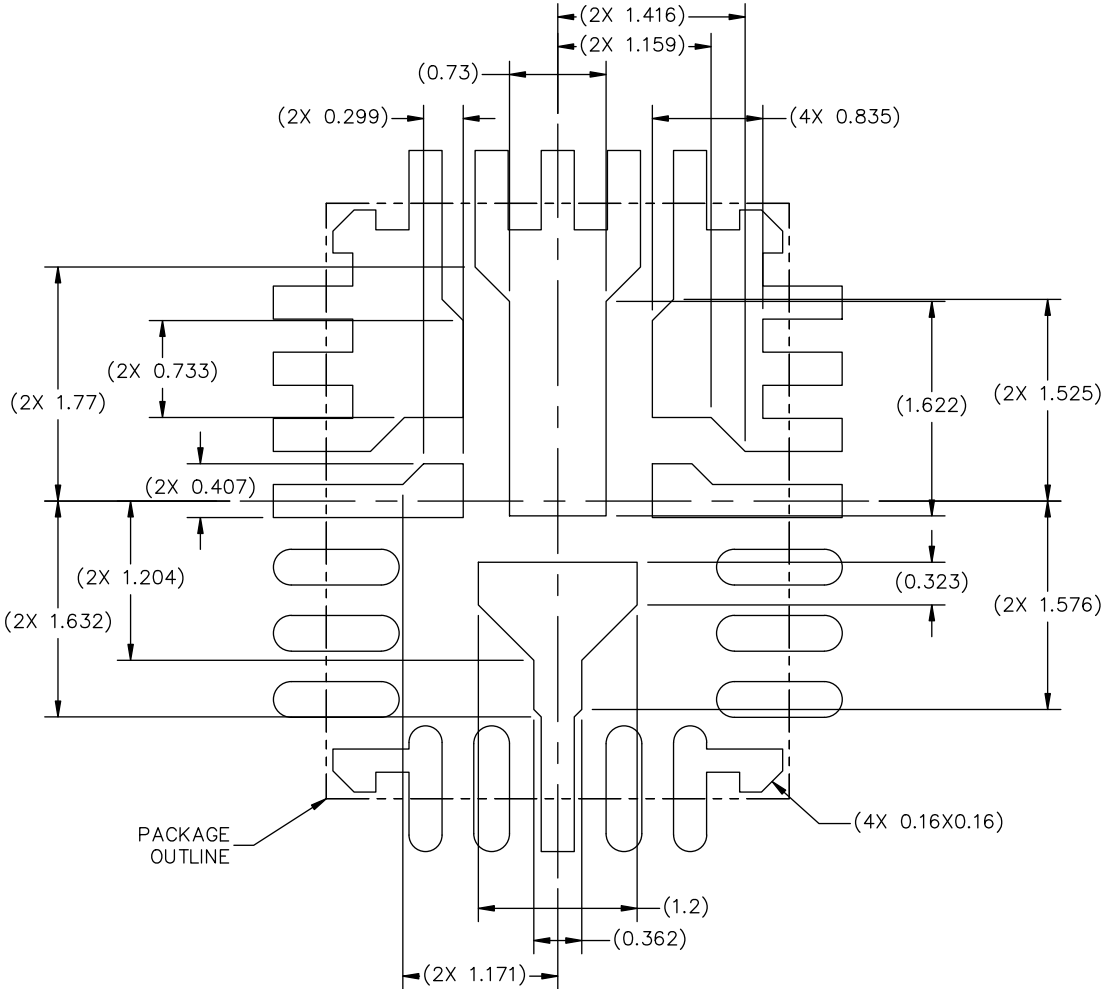 (2X 1.416)
(2X 1.159)
(0.73)
(2X 0.299)
(4X 0.835)
(2X 0.733)
(2X 1.77)
(1.622)
(2X 1.525)
(2X 0.407)
(2X 1.204)
(0.323)
(2X 1.576)
(2X 1.632)
PACKAGE
OUTLINE
(4X 0.16X0.16)
(1.2)
(0.362)
(2X 1.171)